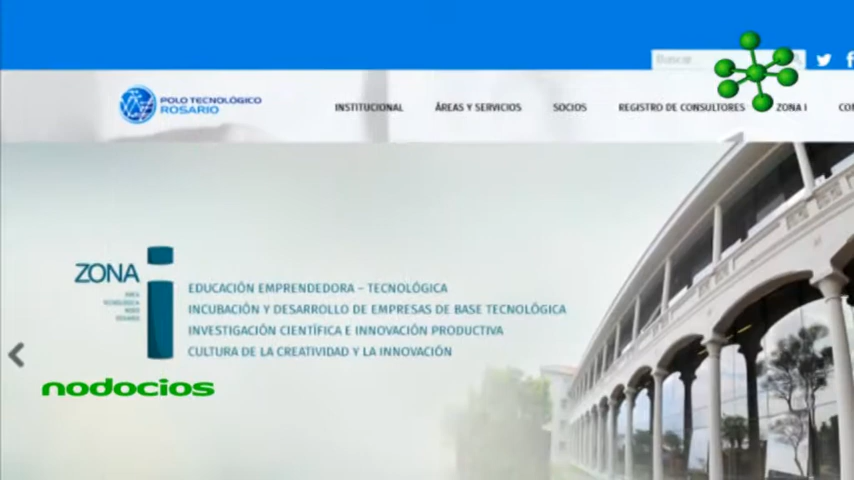 Buscar...
POLO TECNOLÓGICO
ROSARIO
INSTITUCIONAL ÁREAS Y SERVICIOS SOCIOS REGISTRO DE CONSULTORES ZONA I
ZONA i
EDUCACIÓN EMPRENDEDORA – TECNOLÓGICA
INCUBACIÓN Y DESARROLLO DE EMPRESAS DE BASE TECNOLÓGICA
INVESTIGACIÓN CIENTÍFICA E INNOVACIÓN PRODUCTIVA
CULTURA DE LA CREATIVIDAD Y LA INNOVACIÓN
nodocios